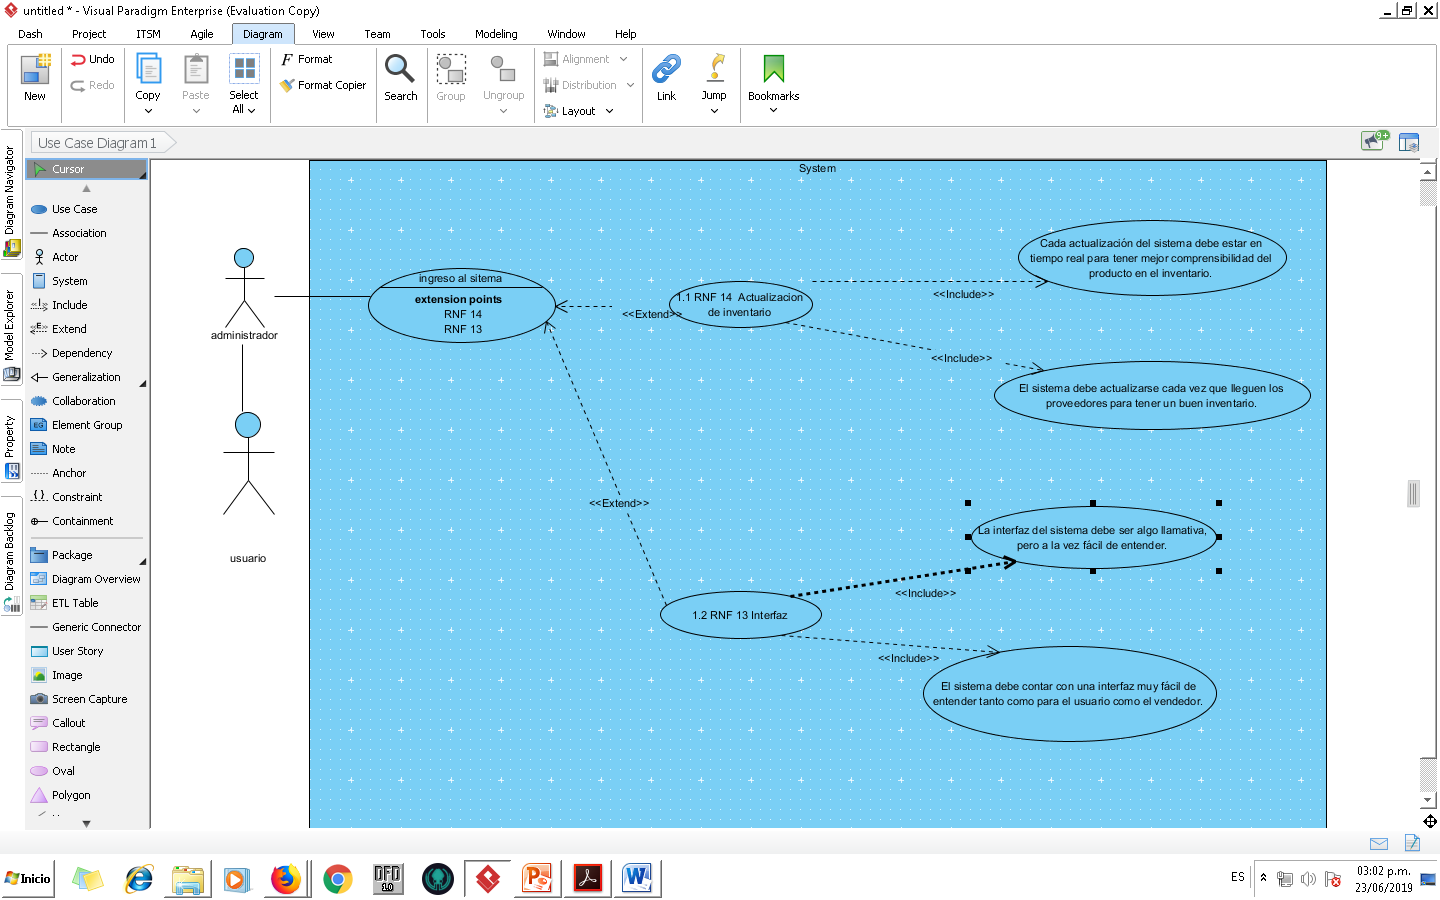 untitled * - Visual Paradigm Enterprise (Evaluation Copy)
Dash Project ITSM Agile Diagram View Team Tools Modeling Window Help
New
Undo
Redo
Copy
Paste
Select
All
Format
Format Copier
Search
Group
Ungroup
Alignment
Distribution
Layout
Link
Jump
Bookmarks
Use Case Diagram1
9+
Diagram Navigator
Model Explorer
Property
Diagram Backlog
Cursor
Use Case
Association
Actor
System
Include
Extend
Dependency
Generalization
Collaboration
Element Group
Note
Anchor
Constraint
Containment
Package
Diagram Overview
ETL Table
Generic Connector
User Story
Image
Screen Capture
Callout
Rectangle
Oval
Polygon
System
administrador
usuario
ingreso al sitema
extension points
RNF 14
RNF 13
<<Extend>>
1.1 RNF 14 Actualizacion
de inventario
<<Include>>
Cada actualización del sistema debe estar en
tiempo real para tener mejor comprensibilidad del
producto en el inventario.
<<Include>>
El sistema debe actualizarse cada vez que lleguen los
proveedores para tener un buen inventario.
<<Extend>>
La interfaz del sistema debe ser algo llamativa,
pero a la vez fácil de entender.
<<Include>>
1.2 RNF 13 Interfaz
<<Include>>
El sistema debe contar con una interfaz muy fácil de
entender tanto como para el usuario como el vendedor.
Inicio
DFD
1.0
ES
03:02 p.m.
23/06/2019